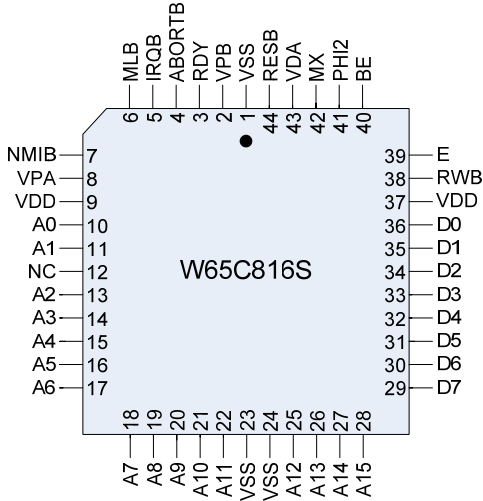 MLB IRQB ABORTB RDY VPB VSS RESB VDA MX PHI2 BE
6 5 4 3 2 1 44 43 42 41 40
NMIB 7 39 E
VPA 8 38 RWB
VDD 9 37 VDD
A0 10 36 D0
A1 11 35 D1
NC 12 34 D2
W65C816S
A2 13 33 D3
A3 14 32 D4
A4 15 31 D5
A5 16 30 D6
A6 17 29 D7
18 19 20 21 22 23 24 25 26 27 28
A7 A8 A9 A10 A11 VSS VSS A12 A13 A14 A15